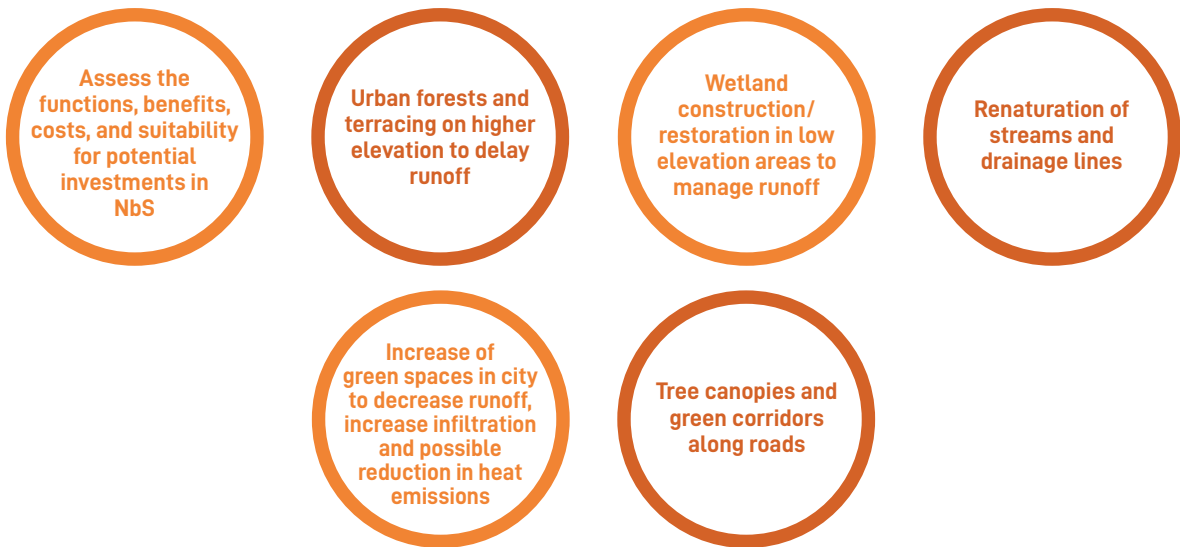 Assess the
functions, benefits,
costs, and suitability
for potential
investments in
NbS
Urban forests and
terracing on higher
elevation to delay
runoff
Wetland
construction/
restoration in low
elevation areas to
manage runoff
Renaturation of
streams and
drainage lines
Increase of
green spaces in city
to decrease runoff,
increase infiltration
and possible
reduction in heat
emissions
Tree canopies and
green corridors
along roads